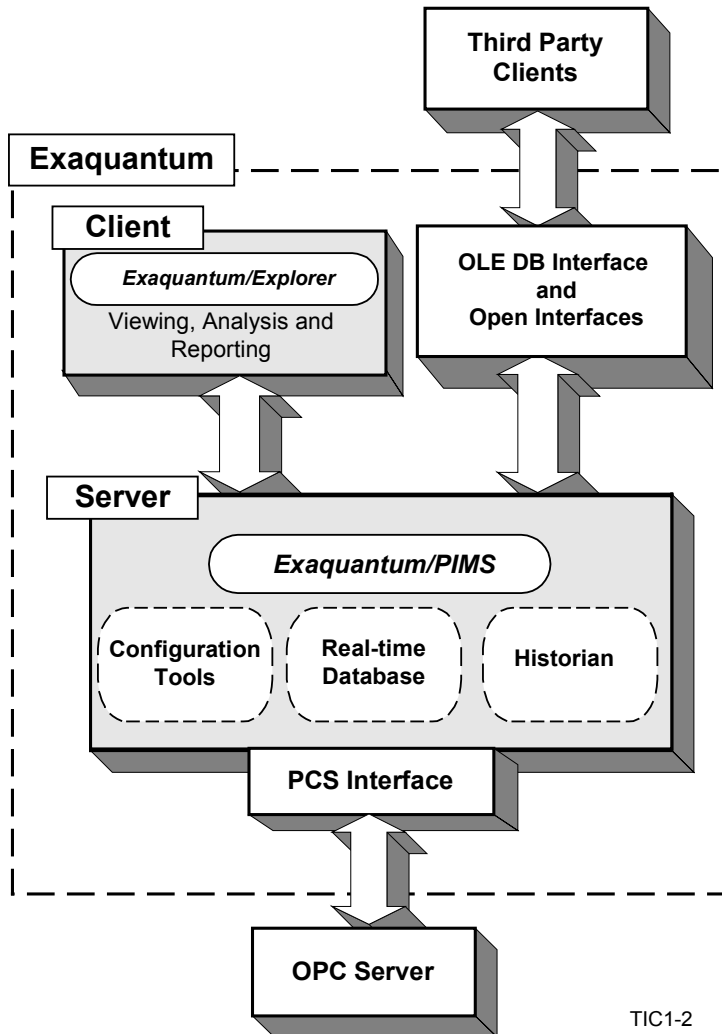 Third Party
Clients
Exaquantum
Client
Exaquantum/Explorer
Viewing, Analysis and
Reporting
OLE DB Interface
and
Open Interfaces
Server
Exaquantum/PIMS
Configuration
Tools
Real-time
Database
Historian
PCS Interface
OPC Server
TIC1-2